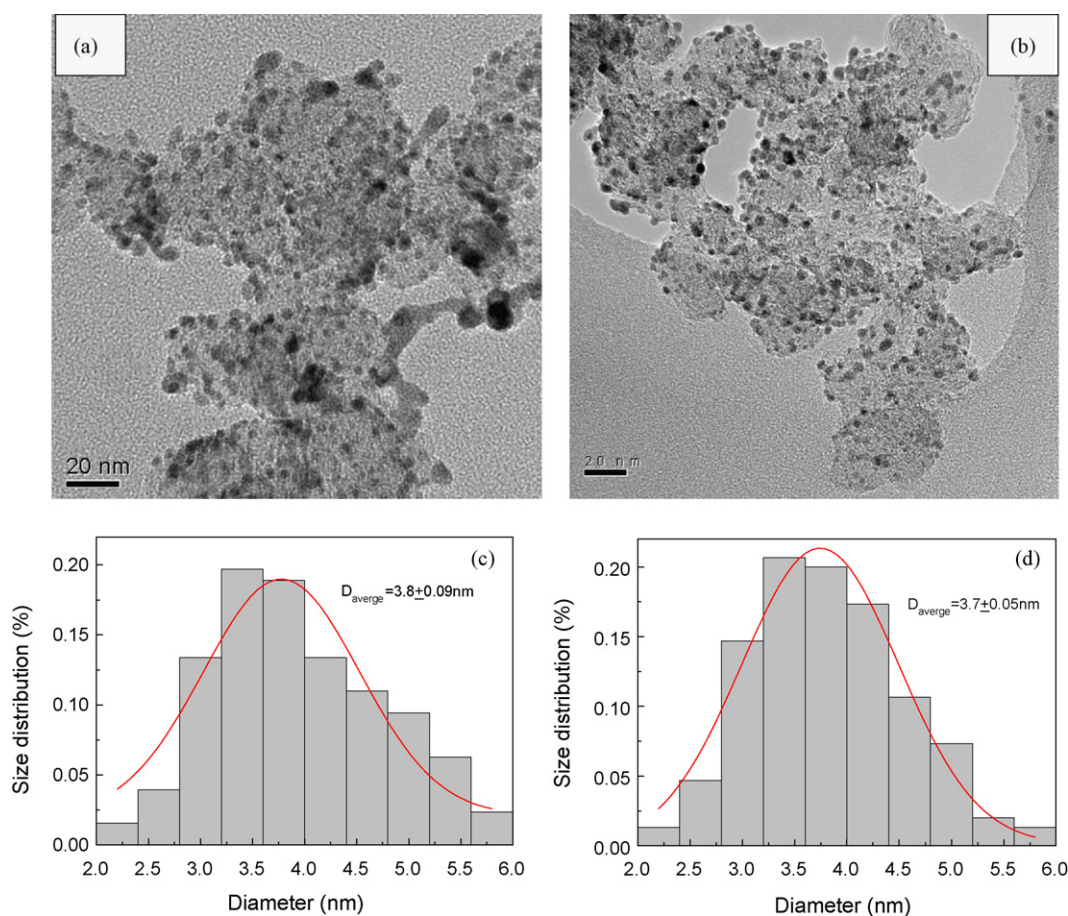 (a)
(b)
20 nm
20 nm
(c)
D_averge=3.8±0.09nm
Size distribution (%)
0.20
0.15
0.10
0.05
0.00
2.0 2.5 3.0 3.5 4.0 4.5 5.0 5.5 6.0
Diameter (nm)
(d)
D_averge=3.7±0.05nm
Size distribution (%)
0.20
0.15
0.10
0.05
0.00
2.0 2.5 3.0 3.5 4.0 4.5 5.0 5.5 6.0
Diameter (nm)